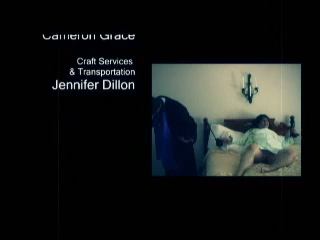 Cameron Grace
Craft Services
& Transportation
Jennifer Dillon